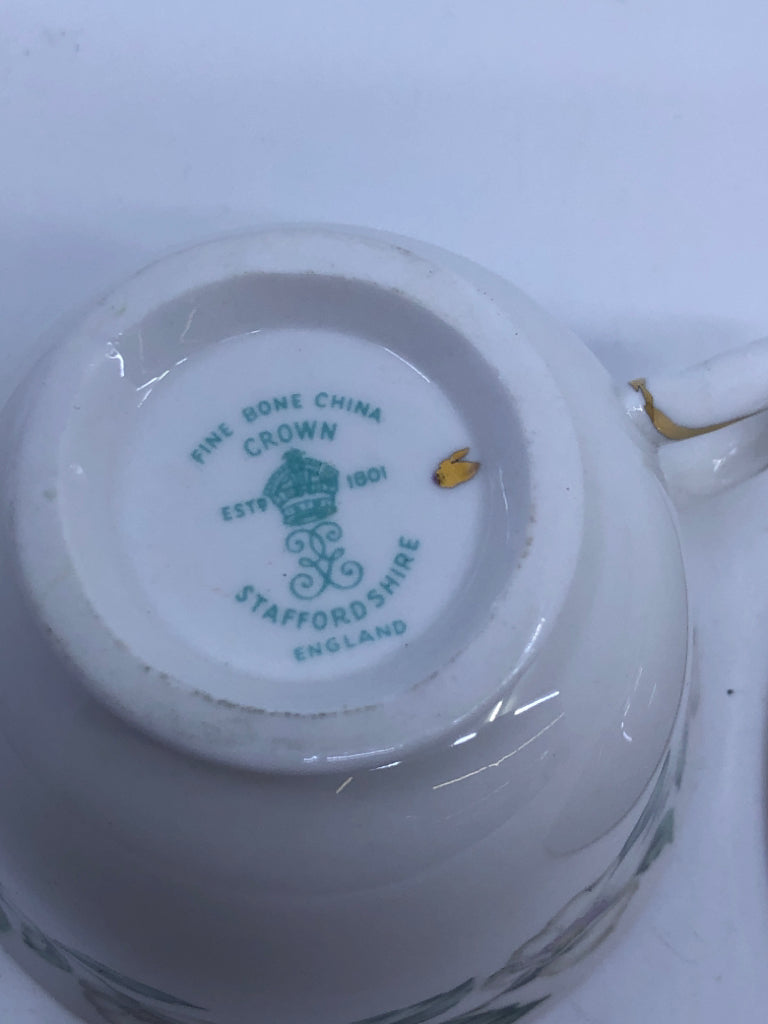 FINE BONE CHINA
CROWN
ESTD 1801
STAFFORDSHIRE
ENGLAND